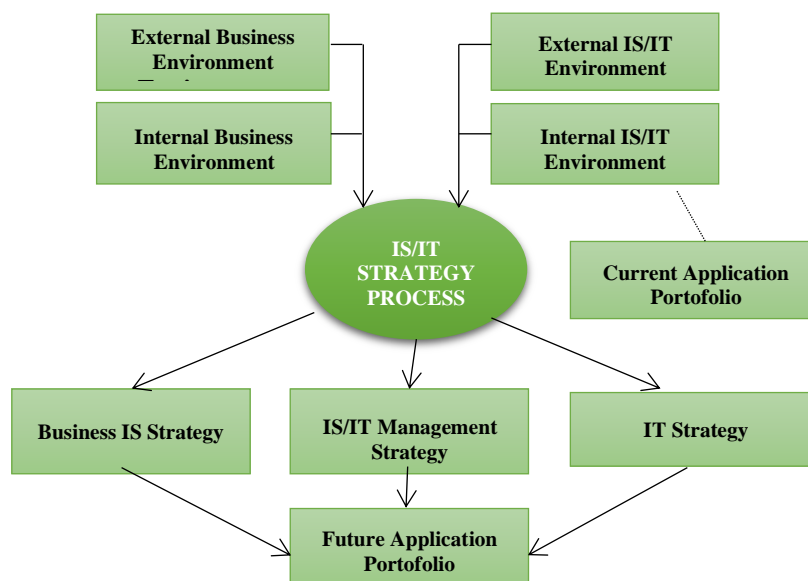 External Business
Environment
External IS/IT
Environment
Internal Business
Environment
Internal IS/IT
Environment
IS/IT
STRATEGY
PROCESS
Current Application
Portofolio
Business IS Strategy
IS/IT Management
Strategy
IT Strategy
Future Application
Portofolio